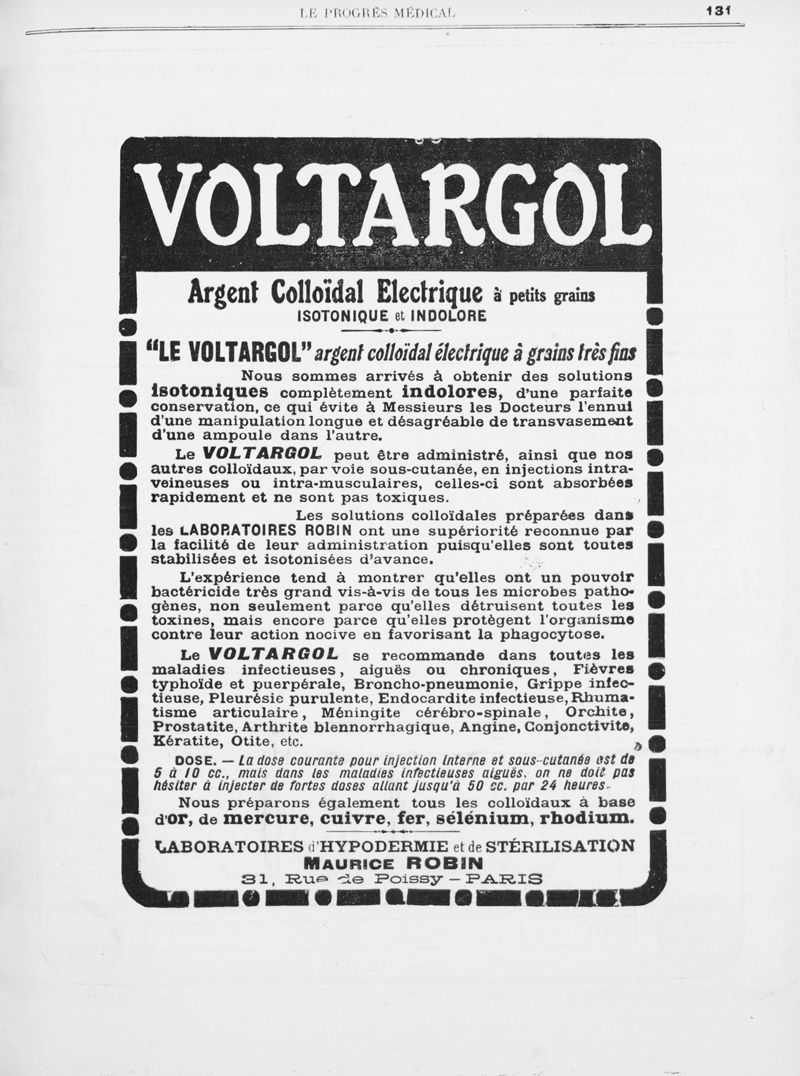 LE PROGRÈS MÉDICAL
131
VOLTARGOL
Argent Colloïdal Electrique à petits grains
ISOTONIQUE et INDOLORE
"LE VOLTARGOL" argent colloïdal électrique à grains très fins
Nous sommes arrivés à obtenir des solutions
isotoniques complètement indolores, d'une parfaite
conservation, ce qui évite à Messieurs les Docteurs l'ennui
d'une manipulation longue et désagréable de transvasement
d'une ampoule dans l'autre.
Le VOLTARGOL peut être administré, ainsi que nos
autres colloïdaux, par voie sous-cutanée, en injections intra-
veineuses ou intra-musculaires, celles-ci sont absorbées
rapidement et ne sont pas toxiques.
Les solutions colloïdales préparées dans
les LABORATOIRES ROBIN ont une supériorité reconnue par
la facilité de leur administration puisqu'elles sont toutes
stabilisées et isotonisées d'avance.
L'expérience tend à montrer qu'elles ont un pouvoir
bactéricide très grand vis-à-vis de tous les microbes patho-
gènes, non seulement parce qu'elles détruisent toutes les
toxines, mais encore parce qu'elles protègent l'organisme
contre leur action nocive en favorisant la phagocytose.
Le VOLTARGOL se recommande dans toutes les
maladies infectieuses, aiguës ou chroniques, Fièvres
typhoïde et puerpérale, Broncho-pneumonie, Grippe infec-
tieuse, Pleurésie purulente, Endocardite infectieuse, Rhuma-
tisme articulaire, Méningite cérébro-spinale, Orchite,
Prostatite, Arthrite blennorrhagique, Angine, Conjonctivite,
Kératite, Otite, etc.
DOSE. — La dose courante pour injection interne et sous-cutanée est de
5 à 10 cc., mais dans les maladies infectieuses aiguës, on ne doit pas
hésiter à injecter de fortes doses allant jusqu'à 50 cc. par 24 heures.
Nous préparons également tous les colloïdaux à base
d'or, de mercure, cuivre, fer, sélénium, rhodium.
LABORATOIRES d'HYPODERMIE et de STÉRILISATION
MAURICE ROBIN
31, Rue de Poissy — PARIS